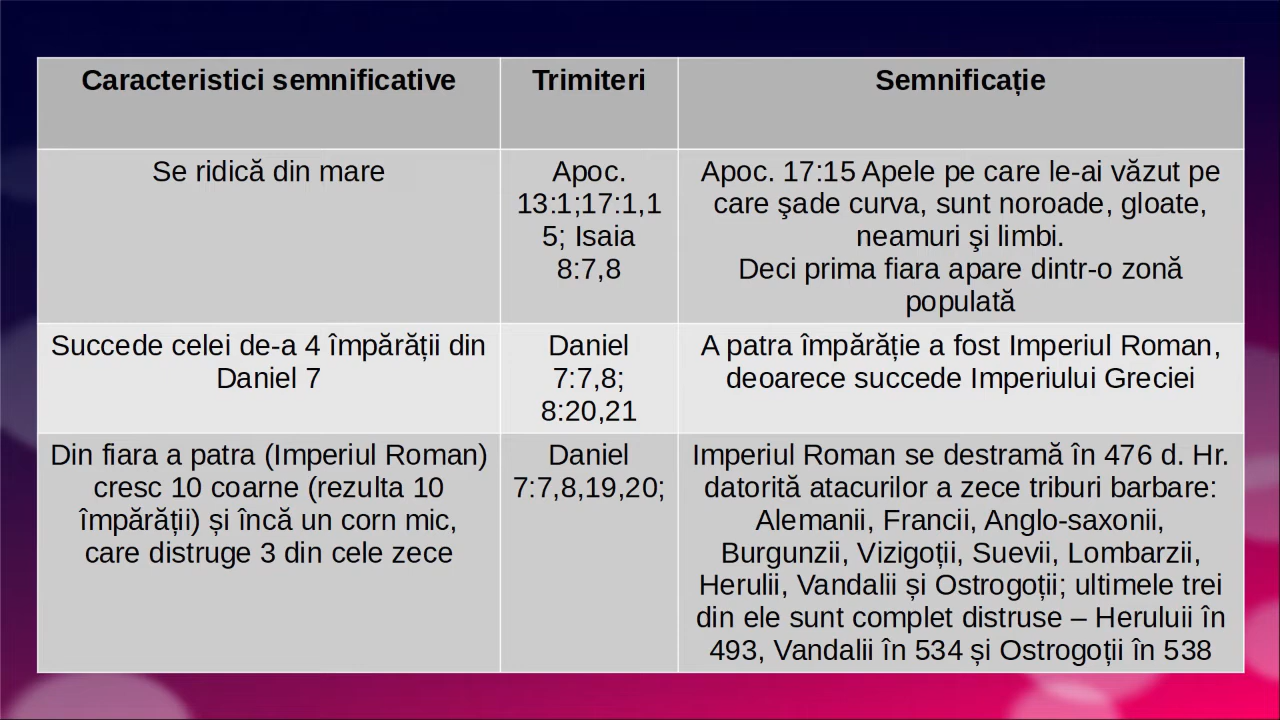 Caracteristici semnificative
Trimiteri
Semnificație
Se ridică din mare
Apoc.
13:1;17:1,1
5; Isaia
8:7,8
Apoc. 17:15 Apele pe care le-ai văzut pe
care şade curva, sunt noroade, gloate,
neamuri şi limbi.
Deci prima fiara apare dintr-o zonă
populată
Succede celei de-a 4 împărății din
Daniel 7
Daniel
7:7,8;
8:20,21
A patra împărăție a fost Imperiul Roman,
deoarece succede Imperiului Greciei
Din fiara a patra (Imperiul Roman)
cresc 10 coarne (rezulta 10
împărății) și încă un corn mic,
care distruge 3 din cele zece
Daniel
7:7,8,19,20;
Imperiul Roman se destramă în 476 d. Hr.
datorită atacurilor a zece triburi barbare:
Alemanii, Francii, Anglo-saxonii,
Burgunzii, Vizigoții, Suevii, Lombarzii,
Herulii, Vandalii și Ostrogoții; ultimele trei
din ele sunt complet distruse – Heruluii în
493, Vandalii în 534 și Ostrogoții în 538